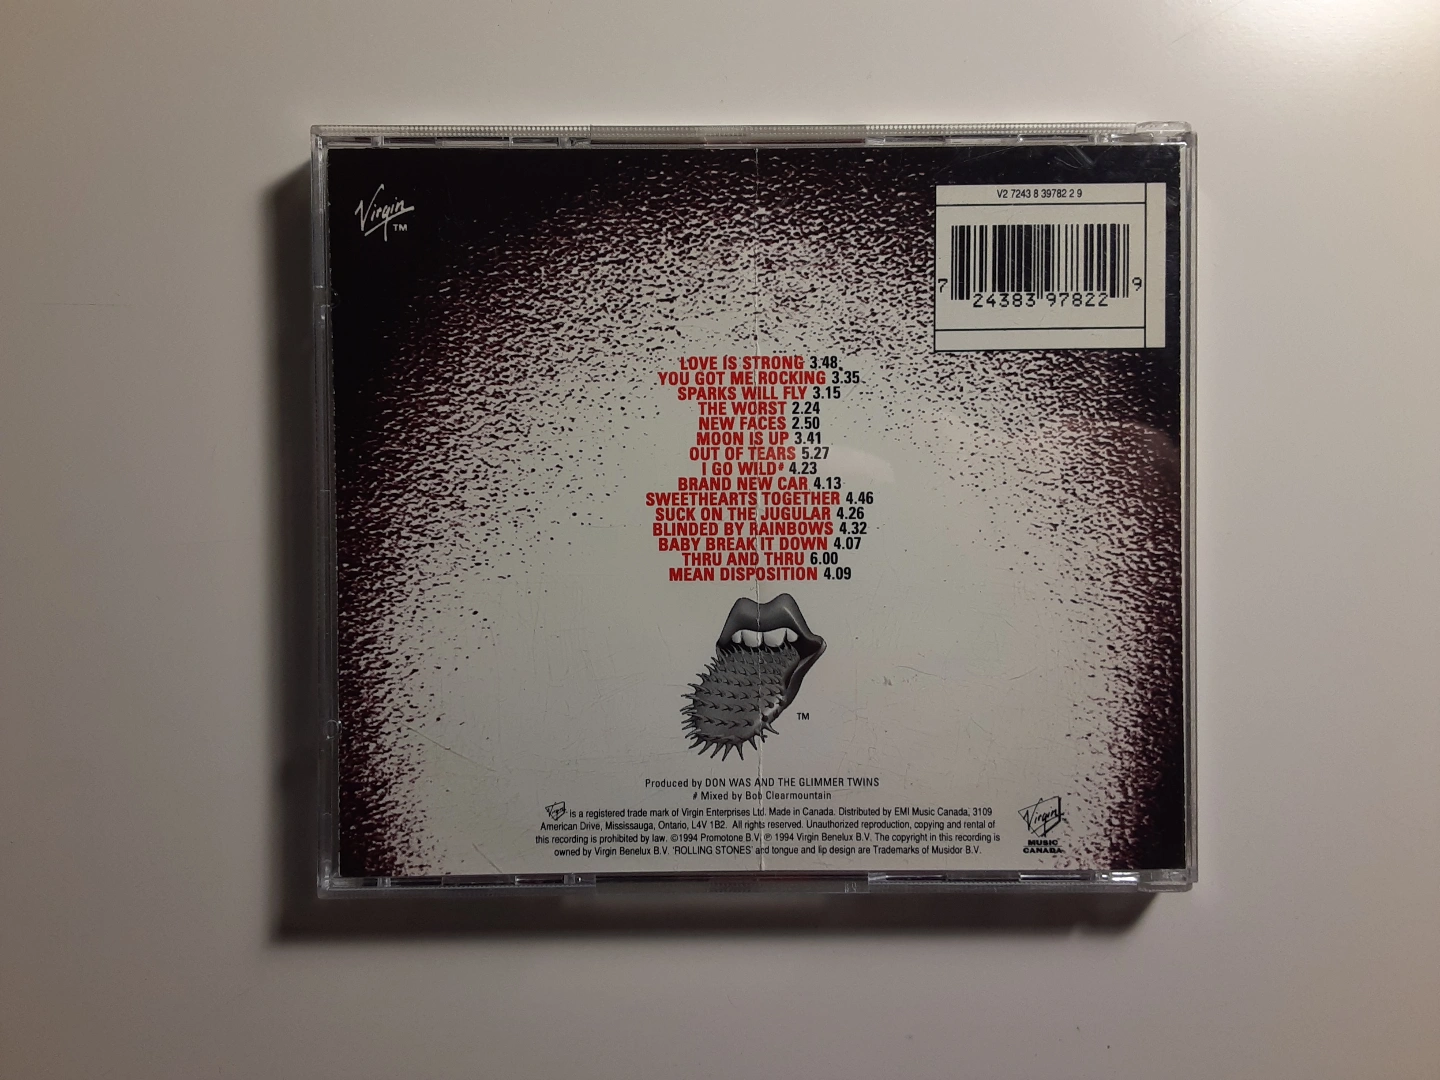 Virgin
TM
V2 7243 8 39782 2 9
7 24383 97822 9
LOVE IS STRONG 3.48
YOU GOT ME ROCKING 3.35
SPARKS WILL FLY 3.15
THE WORST 2.24
NEW FACES 2.50
MOON IS UP 3.41
OUT OF TEARS 5.27
I GO WILD# 4.23
BRAND NEW CAR 4.13
SWEETHEARTS TOGETHER 4.46
SUCK ON THE JUGULAR 4.26
BLINDED BY RAINBOWS 4.32
BABY BREAK IT DOWN 4.07
THRU AND THRU 6.00
MEAN DISPOSITION 4.09
TM
Produced by DON WAS AND THE GLIMMER TWINS
# Mixed by Bob Clearmountain
Virgin is a registered trade mark of Virgin Enterprises Ltd. Made in Canada. Distributed by EMI Music Canada, 3109
American Drive, Mississauga, Ontario, L4V 1B2. All rights reserved. Unauthorized reproduction, copying and rental of
this recording is prohibited by law. ©1994 Promotone B.V. ℗ 1994 Virgin Benelux B.V. The copyright in this recording is
owned by Virgin Benelux B.V. 'ROLLING STONES' and tongue and lip design are Trademarks of Musidor B.V.
Virgin
MUSIC
CANADA